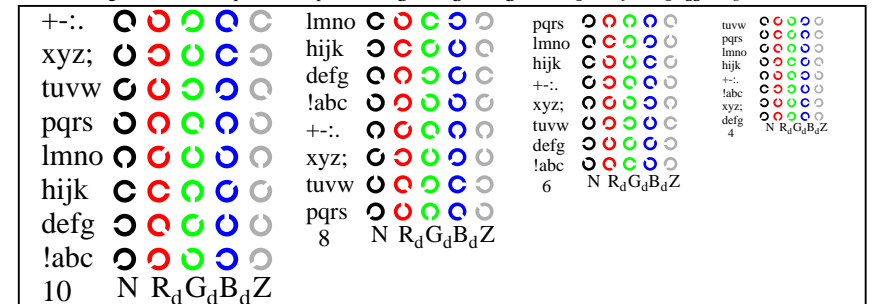 +-:.
xyz;
tuvw
pqrs
lmno
hijk
defg
!abc
10 N RdGdBdZ
lmno
hijk
defg
!abc
+-:.
xyz;
tuvw
pqrs
8 N RdGdBdZ
pqrs
lmno
hijk
+-:.
xyz;
tuvw
defg
!abc
6 N RdGdBdZ
tuvw
pqrs
lmno
hijk
+-:.
!abc
xyz;
defg
4 N RdGdBdZ